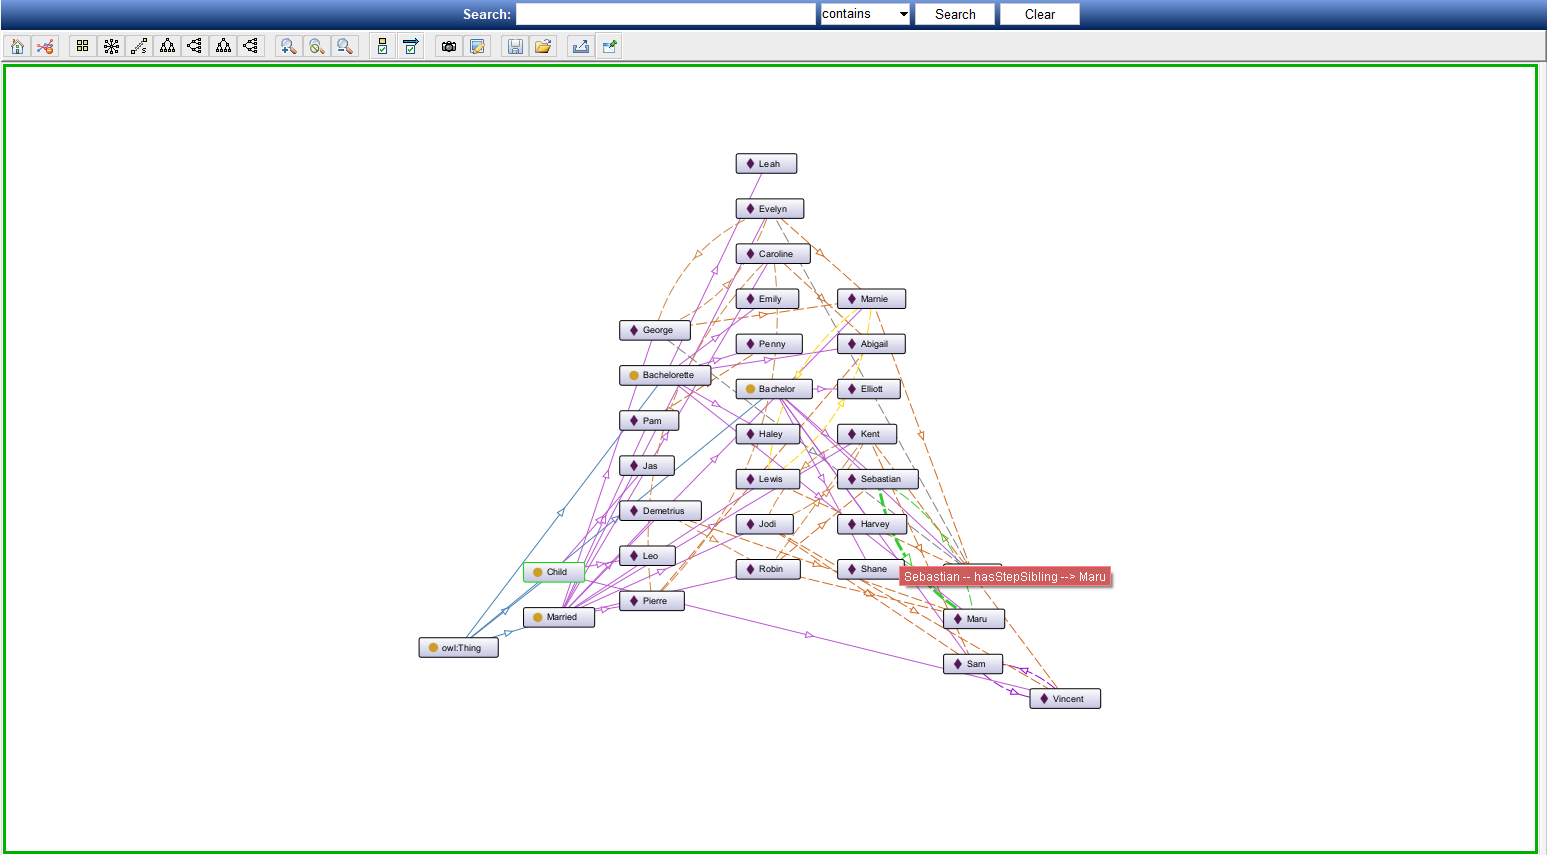 Search:
contains
Search
Clear
Leah
Evelyn
Caroline
Emily
Marnie
George
Penny
Abigail
Bachelorette
Bachelor
Elliott
Pam
Haley
Kent
Jas
Lewis
Sebastian
Demetrius
Jodi
Harvey
Leo
Robin
Shane
Child
Sebastian -- hasStepSibling --> Maru
Pierre
Married
Maru
owl:Thing
Sam
Vincent